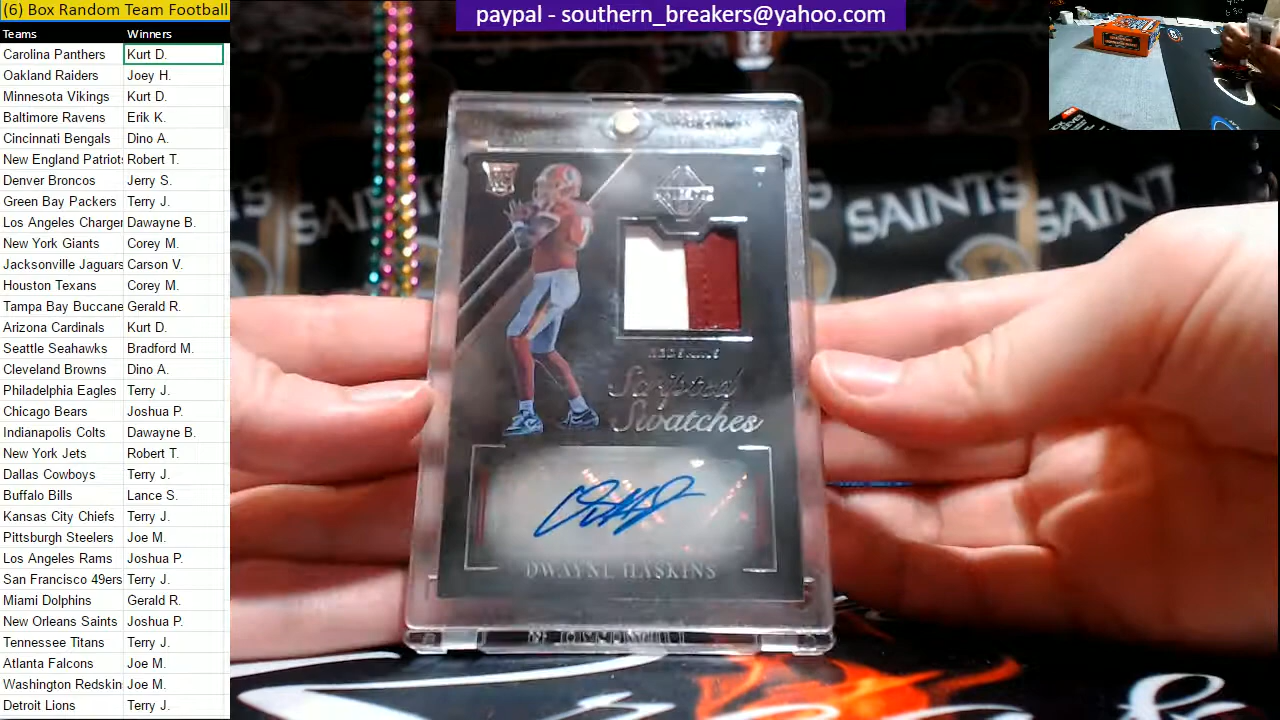 (6) Box Random Team Football
paypal - southern_breakers@yahoo.com
Teams Winners
Carolina Panthers Kurt D.
Oakland Raiders Joey H.
Minnesota Vikings Kurt D.
Baltimore Ravens Erik K.
Cincinnati Bengals Dino A.
New England Patriots Robert T.
Denver Broncos Jerry S.
Green Bay Packers Terry J.
Los Angeles Charger Dawayne B.
New York Giants Corey M.
Jacksonville Jaguars Carson V.
Houston Texans Corey M.
Tampa Bay Buccane Gerald R.
Arizona Cardinals Kurt D.
Seattle Seahawks Bradford M.
Cleveland Browns Dino A.
Philadelphia Eagles Terry J.
Chicago Bears Joshua P.
Indianapolis Colts Dawayne B.
New York Jets Robert T.
Dallas Cowboys Terry J.
Buffalo Bills Lance S.
Kansas City Chiefs Terry J.
Pittsburgh Steelers Joe M.
Los Angeles Rams Joshua P.
San Francisco 49ers Terry J.
Miami Dolphins Gerald R.
New Orleans Saints Joshua P.
Tennessee Titans Terry J.
Atlanta Falcons Joe M.
Washington Redskin Joe M.
Detroit Lions Terry J.
SAINTS
SAINTS
REDSKINS
Scripted
Swatches
DWAYNE HASKINS